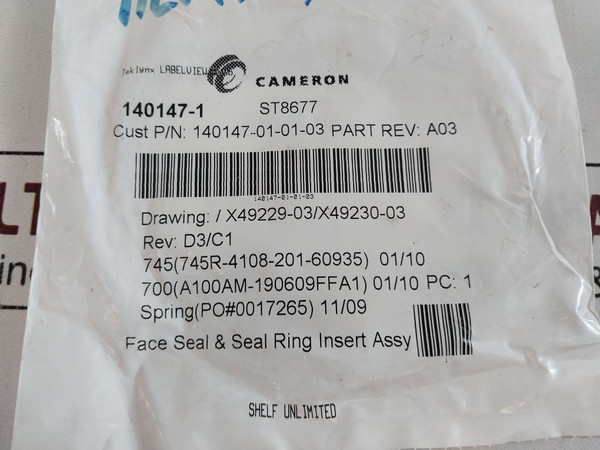 Teklynx LABELVIEW
CAMERON
140147-1 ST8677
Cust P/N: 140147-01-01-03 PART REV: A03
140147-01-01-03
Drawing: / X49229-03/X49230-03
Rev: D3/C1
745(745R-4108-201-60935) 01/10
700(A100AM-190609FFA1) 01/10 PC: 1
Spring(PO#0017265) 11/09
Face Seal & Seal Ring Insert Assy
SHELF UNLIMITED